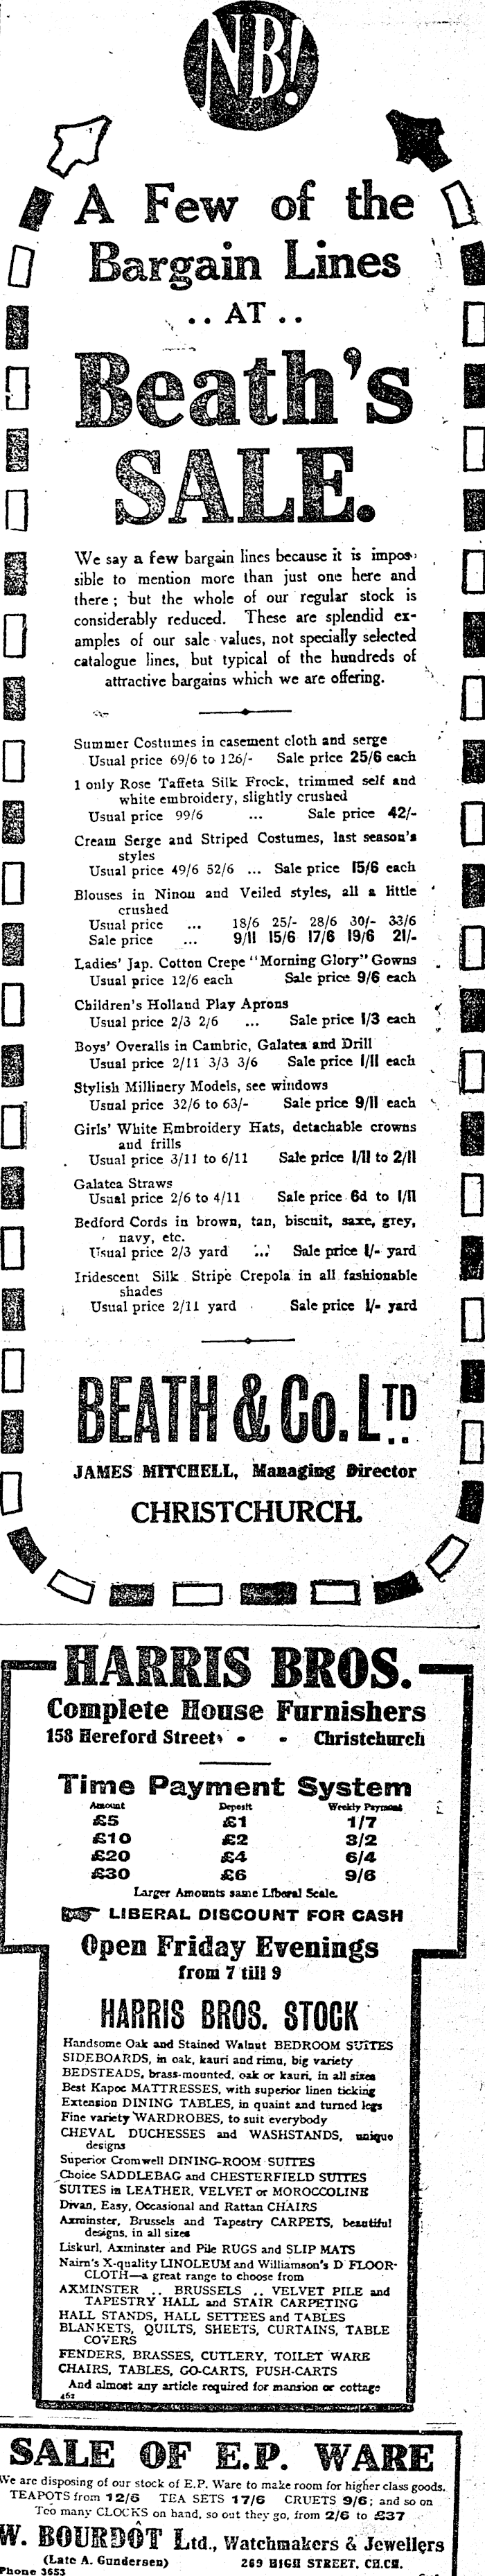 NB!
A Few of the
Bargain Lines
.. AT ..
Beath's
SALE.
We say a few bargain lines because it is impos-
sible to mention more than just one here and
there; but the whole of our regular stock is
considerably reduced. These are splendid ex-
amples of our sale values, not specially selected
catalogue lines, but typical of the hundreds of
attractive bargains which we are offering.
Summer Costumes in casement cloth and serge
Usual price 69/6 to 126/- Sale price 25/6 each
1 only Rose Taffeta Silk Frock, trimmed self and
white embroidery, slightly crushed
Usual price 99/6 ... Sale price 42/-
Cream Serge and Striped Costumes, last season's
styles
Usual price 49/6 52/6 ... Sale price 15/6 each
Blouses in Ninon and Veiled styles, all a little
crushed
Usual price ... 18/6 25/- 28/6 30/- 33/6
Sale price ... 9/11 15/6 17/6 19/6 21/-
Ladies' Jap. Cotton Crepe "Morning Glory" Gowns
Usual price 12/6 each Sale price 9/6 each
Children's Holland Play Aprons
Usual price 2/3 2/6 ... Sale price 1/3 each
Boys' Overalls in Cambric, Galatea and Drill
Usual price 2/11 3/3 3/6 Sale price 1/11 each
Stylish Millinery Models, see windows
Usual price 32/6 to 63/- Sale price 9/11 each
Girls' White Embroidery Hats, detachable crowns
and frills
Usual price 3/11 to 6/11 Sale price 1/11 to 2/11
Galatea Straws
Usual price 2/6 to 4/11 Sale price 6d to 1/11
Bedford Cords in brown, tan, biscuit, saxe, grey,
navy, etc.
Usual price 2/3 yard ... Sale price 1/- yard
Iridescent Silk Stripe Crepola in all fashionable
shades
Usual price 2/11 yard Sale price 1/- yard
BEATH & Co. LTD
JAMES MITCHELL, Managing Director
CHRISTCHURCH.
HARRIS BROS.
Complete House Furnishers
158 Hereford Street - - Christchurch
Time Payment System
Amount Deposit Weekly Payment
£5 £1 1/7
£10 £2 3/2
£20 £4 6/4
£30 £6 9/6
Larger Amounts same Liberal Scale.
LIBERAL DISCOUNT FOR CASH
Open Friday Evenings
from 7 till 9
HARRIS BROS. STOCK
Handsome Oak and Stained Walnut BEDROOM SUITES
SIDEBOARDS, in oak, kauri and rimu, big variety
BEDSTEADS, brass-mounted, oak or kauri, in all sizes
Best Kapoc MATTRESSES, with superior linen ticking
Extension DINING TABLES, in quaint and turned legs
Fine variety WARDROBES, to suit everybody
CHEVAL DUCHESSES and WASHSTANDS, unique
designs
Superior Cromwell DINING-ROOM SUITES
Choice SADDLEBAG and CHESTERFIELD SUITES
SUITES in LEATHER, VELVET or MOROCCOLINE
Divan, Easy, Occasional and Rattan CHAIRS
Axminster, Brussels and Tapestry CARPETS, beautiful
designs, in all sizes
Liskurl, Axminster and Pile RUGS and SLIP MATS
Nairn's X-quality LINOLEUM and Williamson's D FLOOR-
CLOTH—a great range to choose from
AXMINSTER .. BRUSSELS .. VELVET PILE and
TAPESTRY HALL and STAIR CARPETING
HALL STANDS, HALL SETTEES and TABLES
BLANKETS, QUILTS, SHEETS, CURTAINS, TABLE
COVERS
FENDERS, BRASSES, CUTLERY, TOILET WARE
CHAIRS, TABLES, GO-CARTS, PUSH-CARTS
And almost any article required for mansion or cottage
462
SALE OF E.P. WARE
We are disposing of our stock of E.P. Ware to make room for higher class goods.
TEAPOTS from 12/6 TEA SETS 17/6 CRUETS 9/6; and so on
Too many CLOCKS on hand, so out they go, from 2/6 to £37
W. BOURDÔT Ltd., Watchmakers & Jewellers
(Late A. Gundersen) 269 HIGH STREET, CH.CH.
Phone 3653